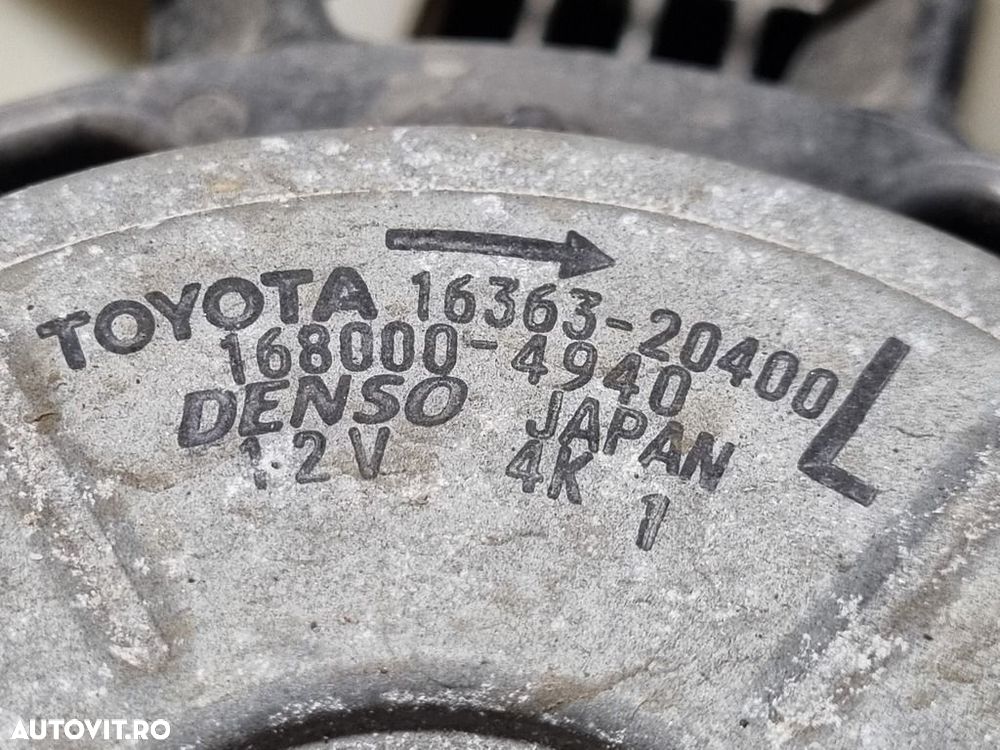 TOYOTA 16363-20400 L
168000-4940
DENSO JAPAN
12V 4K 1
AUTOVIT.RO